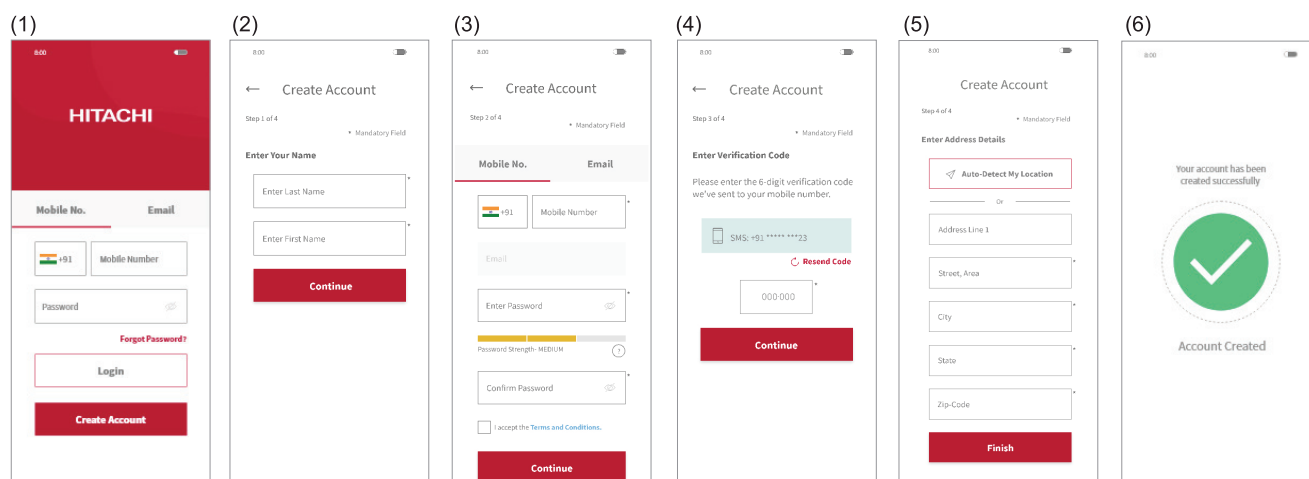 (1)
8:00
HITACHI
Mobile No. Email
+91 Mobile Number
Password
Forgot Password?
Login
Create Account
(2)
8:00
← Create Account
Step 1 of 4
* Mandatory Field
Enter Your Name
Enter Last Name *
Enter First Name *
Continue
(3)
8:00
← Create Account
Step 2 of 4
* Mandatory Field
Mobile No. Email
+91 Mobile Number *
Email
Enter Password *
Password Strength- MEDIUM ?
Confirm Password *
I accept the Terms and Conditions.
Continue
(4)
8:00
← Create Account
Step 3 of 4
* Mandatory Field
Enter Verification Code
Please enter the 6-digit verification code
we've sent to your mobile number.
SMS: +91 ***** ***23
Resend Code
000-000 *
Continue
(5)
8:00
Create Account
Step 4 of 4
* Mandatory Field
Enter Address Details
Auto-Detect My Location
Or
Address Line 1
Street, Area *
City *
State *
Zip-Code *
Finish
(6)
8:00
Your account has been
created successfully
Account Created